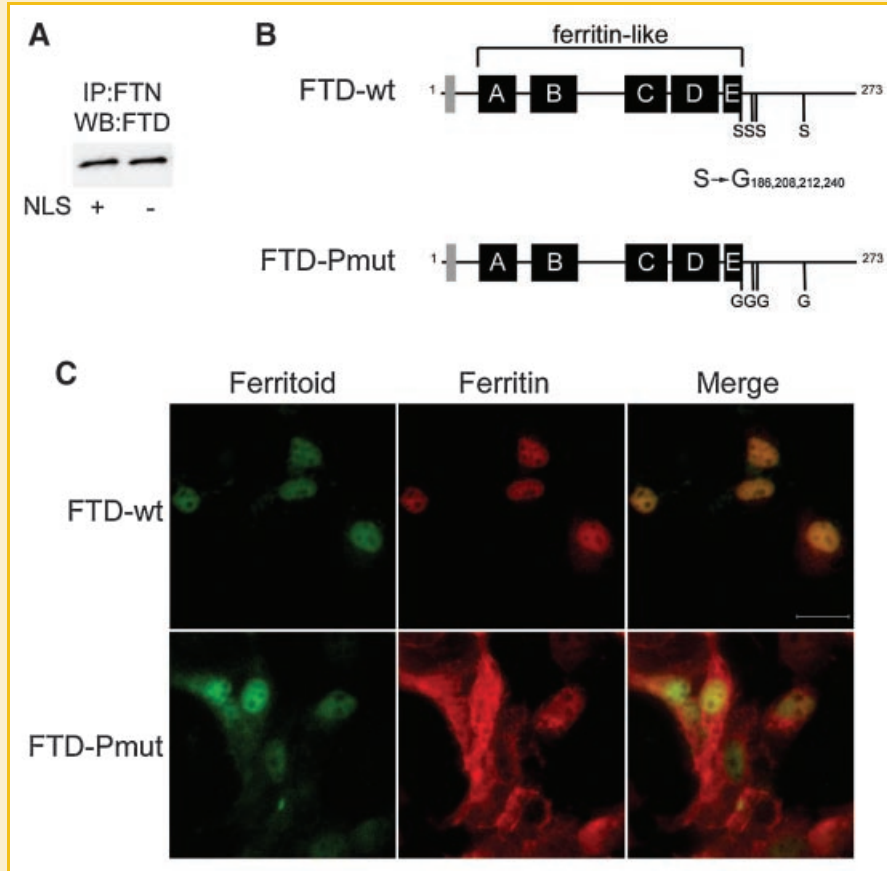 A
IP:FTN
WB:FTD
NLS + -
B
ferritin-like
FTD-wt 1 A B C D E 273
SSS S
S→G186,208,212,240
FTD-Pmut 1 A B C D E 273
GGG G
C
Ferritoid Ferritin Merge
FTD-wt
FTD-Pmut